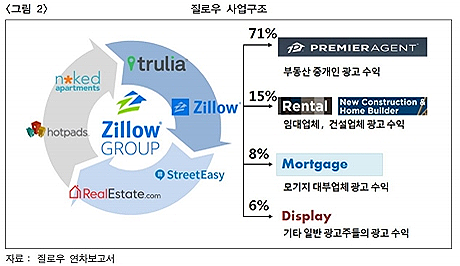 <그림 2>
질로우 사업구조
71%
PREMIERAGENT
부동산 중개인 광고 수익
15%
Rental
New Construction &
Home Builder
임대업체, 건설업체 광고 수익
8%
Mortgage
모기지 대부업체 광고 수익
6%
Display
기타 일반 광고주들의 광고 수익
trulia
Zillow
StreetEasy
RealEstate.com
hotpads
naked
apartments
Zillow
GROUP
자료 : 질로우 연차보고서